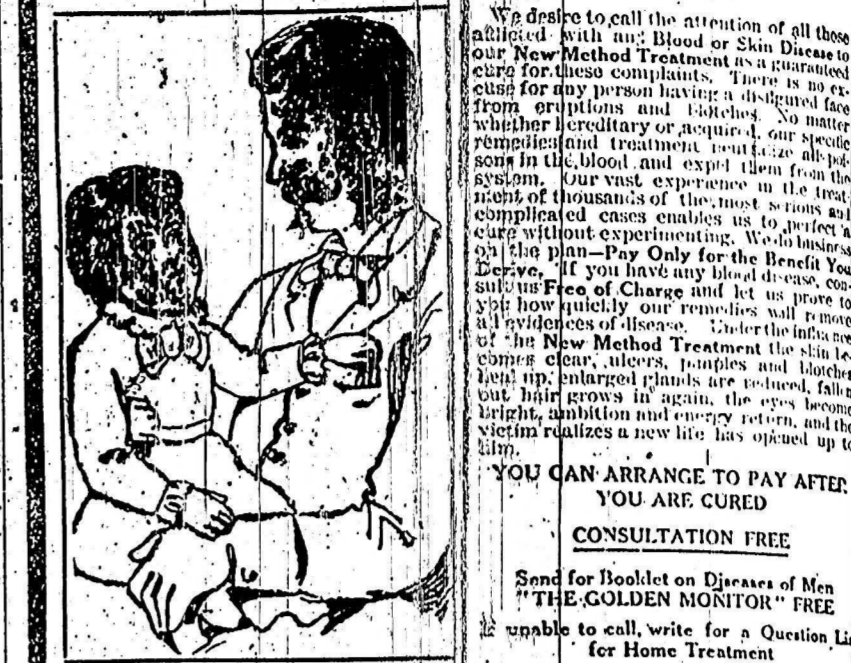 We desire to call the attention of all those
afflicted with any Blood or Skin Disease to
our New Method Treatment as a guaranteed
cure for these complaints. There is no ex-
cuse for any person having a disfigured face
from eruptions and blotches. No matter
whether hereditary or acquired, our specific
remedies and treatment neutralize all poi-
sons in the blood and expel them from the
system. Our vast experience in the treat-
ment of thousands of the most serious and
complicated cases enables us to perfect a
cure without experimenting. We do business
on the plan—Pay Only for the Benefit You
Derive. If you have any blood disease, con-
sult us Free of Charge and let us prove to
you how quickly our remedies will remove
all evidences of disease. Under the influence
of the New Method Treatment the skin be-
comes clear, ulcers, pimples and blotches
heal up, enlarged glands are reduced, fallen
out hair grows in again, the eyes become
bright, ambition and energy return, and the
victim realizes a new life has opened up to
him.
YOU CAN ARRANGE TO PAY AFTER
YOU ARE CURED
CONSULTATION FREE
Send for Booklet on Diseases of Men
"THE GOLDEN MONITOR" FREE
If unable to call, write for a Question Li
for Home Treatment